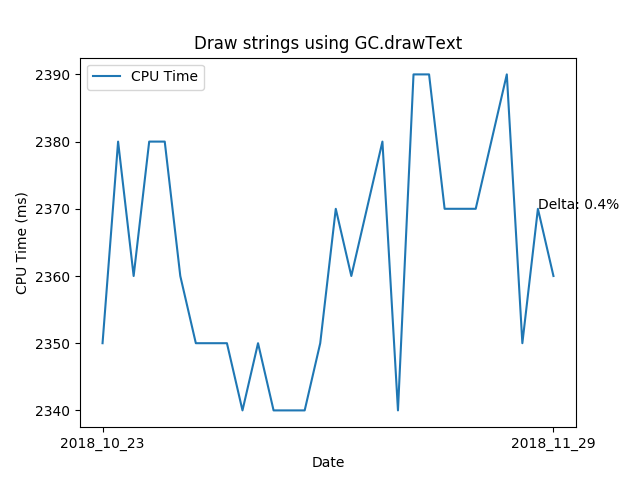 Draw strings using GC.drawText
CPU Time
2390
2380
2370
2360
2350
2340
CPU Time (ms)
Delta: 0.4%
2018_10_23
2018_11_29
Date